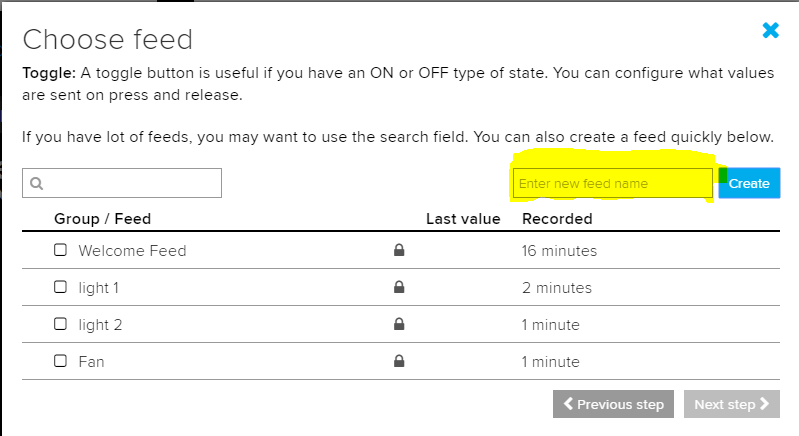 Choose feed
Toggle: A toggle button is useful if you have an ON or OFF type of state. You can configure what values
are sent on press and release.
If you have lot of feeds, you may want to use the search field. You can also create a feed quickly below.
Enter new feed name Create
Group / Feed Last value Recorded
Welcome Feed 16 minutes
light 1 2 minutes
light 2 1 minute
Fan 1 minute
Previous step Next step